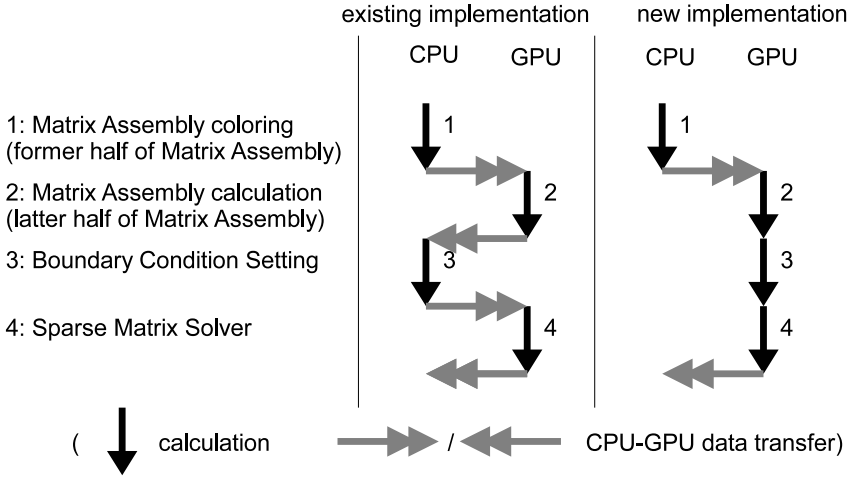 existing implementation new implementation
CPU GPU CPU GPU
1: Matrix Assembly coloring 1 1
(former half of Matrix Assembly)
2: Matrix Assembly calculation 2 2
(latter half of Matrix Assembly)
3: Boundary Condition Setting 3 3
4: Sparse Matrix Solver 4 4
( calculation / CPU-GPU data transfer)